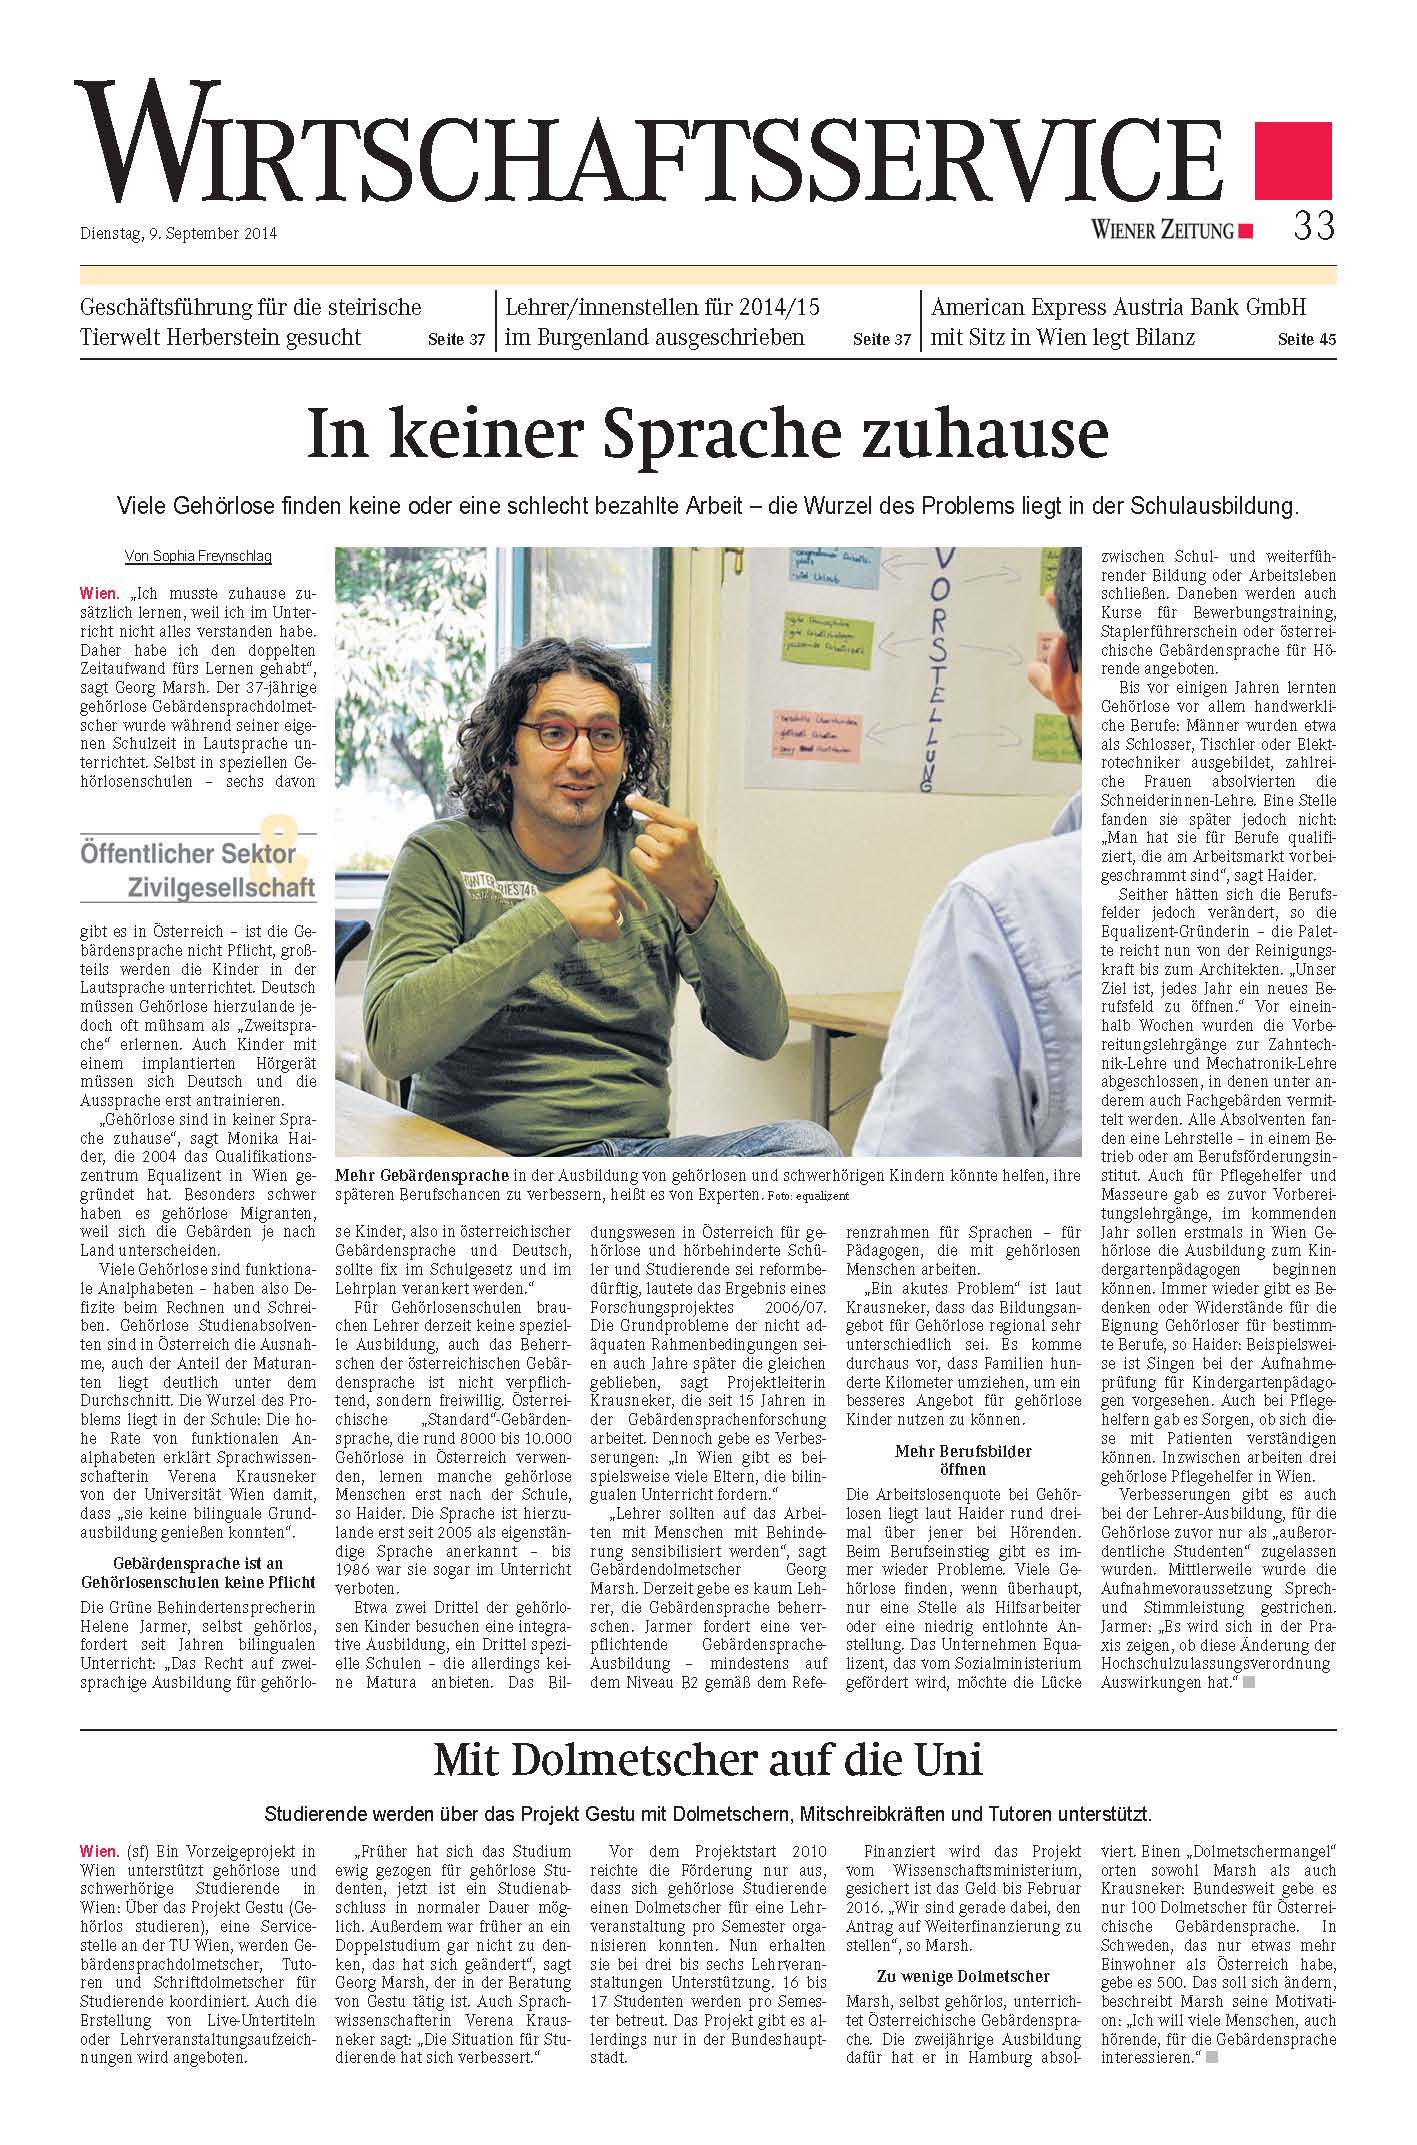 WIRTSCHAFTSSERVICE
Dienstag, 9. September 2014
WIENER ZEITUNG 33
Geschäftsführung für die steirische
Tierwelt Herberstein gesucht Seite 37
Lehrer/innenstellen für 2014/15
im Burgenland ausgeschrieben Seite 37
American Express Austria Bank GmbH
mit Sitz in Wien legt Bilanz Seite 45
In keiner Sprache zuhause
Viele Gehörlose finden keine oder eine schlecht bezahlte Arbeit – die Wurzel des Problems liegt in der Schulausbildung.
Von Sophia Freynschlag
Wien. „Ich musste zuhause zu-
sätzlich lernen, weil ich im Unter-
richt nicht alles verstanden habe.
Daher habe ich den doppelten
Zeitaufwand fürs Lernen gehabt“,
sagt Georg Marsh. Der 37-jährige
gehörlose Gebärdensprachdolmet-
scher wurde während seiner eige-
nen Schulzeit in Lautsprache un-
terrichtet. Selbst in speziellen Ge-
hörlosenschulen – sechs davon
Öffentlicher Sektor
&
Zivilgesellschaft
gibt es in Österreich – ist die Ge-
bärdensprache nicht Pflicht, groß-
teils werden die Kinder in der
Lautsprache unterrichtet. Deutsch
müssen Gehörlose hierzulande je-
doch oft mühsam als „Zweitspra-
che“ erlernen. Auch Kinder mit
einem implantierten Hörgerät
müssen sich Deutsch und die
Aussprache erst antrainieren.
„Gehörlose sind in keiner Spra-
che zuhause“, sagt Monika Hai-
der, die 2004 das Qualifikations-
zentrum Equalizent in Wien ge-
gründet hat. Besonders schwer
haben es gehörlose Migranten,
weil sich die Gebärden je nach
Land unterscheiden.
Viele Gehörlose sind funktiona-
le Analphabeten – haben also De-
fizite beim Rechnen und Schrei-
ben. Gehörlose Studienabsolven-
ten sind in Österreich die Ausnah-
me, auch der Anteil der Maturan-
ten liegt deutlich unter dem
Durchschnitt. Die Wurzel des Pro-
blems liegt in der Schule: Die ho-
he Rate von funktionalen An-
alphabeten erklärt Sprachwissen-
schafterin Verena Krausneker
von der Universität Wien damit,
dass „sie keine bilinguale Grund-
ausbildung genießen konnten“.
Gebärdensprache ist an
Gehörlosenschulen keine Pflicht
Die Grüne Behindertensprecherin
Helene Jarmer, selbst gehörlos,
fordert seit Jahren bilingualen
Unterricht: „Das Recht auf zwei-
sprachige Ausbildung für gehörlo-
VORSTELLUNG
viel Urlaub
Mehr Gebärdensprache in der Ausbildung von gehörlosen und schwerhörigen Kindern könnte helfen, ihre
späteren Berufschancen zu verbessern, heißt es von Experten. Foto: equalizent
se Kinder, also in österreichischer
Gebärdensprache und Deutsch,
sollte fix im Schulgesetz und im
Lehrplan verankert werden.“
Für Gehörlosenschulen brau-
chen Lehrer derzeit keine speziel-
le Ausbildung, auch das Beherr-
schen der österreichischen Gebär-
densprache ist nicht verpflich-
tend, sondern freiwillig. Österrei-
chische „Standard“-Gebärden-
sprache, die rund 8000 bis 10.000
Gehörlose in Österreich verwen-
den, lernen manche gehörlose
Menschen erst nach der Schule,
so Haider. Die Sprache ist hierzu-
lande erst seit 2005 als eigenstän-
dige Sprache anerkannt – bis
1986 war sie sogar im Unterricht
verboten.
Etwa zwei Drittel der gehörlo-
sen Kinder besuchen eine integra-
tive Ausbildung, ein Drittel spezi-
elle Schulen – die allerdings kei-
ne Matura anbieten. Das Bil-
dungswesen in Österreich für ge-
hörlose und hörbehinderte Schü-
ler und Studierende sei reformbe-
dürftig, lautete das Ergebnis eines
Forschungsprojektes 2006/07.
Die Grundprobleme der nicht ad-
äquaten Rahmenbedingungen sei-
en auch Jahre später die gleichen
geblieben, sagt Projektleiterin
Krausneker, die seit 15 Jahren in
der Gebärdensprachenforschung
arbeitet. Dennoch gebe es Verbes-
serungen: „In Wien gibt es bei-
spielsweise viele Eltern, die bilin-
gualen Unterricht fordern.“
„Lehrer sollten auf das Arbei-
ten mit Menschen mit Behinde-
rung sensibilisiert werden“, sagt
Gebärdendolmetscher Georg
Marsh. Derzeit gebe es kaum Leh-
rer, die Gebärdensprache beherr-
schen. Jarmer fordert eine ver-
pflichtende Gebärdensprache-
Ausbildung – mindestens auf
dem Niveau B2 gemäß dem Refe-
renzrahmen für Sprachen – für
Pädagogen, die mit gehörlosen
Menschen arbeiten.
„Ein akutes Problem“ ist laut
Krausneker, dass das Bildungsan-
gebot für Gehörlose regional sehr
unterschiedlich sei. Es komme
durchaus vor, dass Familien hun-
derte Kilometer umziehen, um ein
besseres Angebot für gehörlose
Kinder nutzen zu können.
Mehr Berufsbilder
öffnen
Die Arbeitslosenquote bei Gehör-
losen liegt laut Haider rund drei-
mal über jener bei Hörenden.
Beim Berufseinstieg gibt es im-
mer wieder Probleme. Viele Ge-
hörlose finden, wenn überhaupt,
nur eine Stelle als Hilfsarbeiter
oder eine niedrig entlohnte An-
stellung. Das Unternehmen Equa-
lizent, das vom Sozialministerium
gefördert wird, möchte die Lücke
zwischen Schul- und weiterfüh-
render Bildung oder Arbeitsleben
schließen. Daneben werden auch
Kurse für Bewerbungstraining,
Staplerführerschein oder österrei-
chische Gebärdensprache für Hö-
rende angeboten.
Bis vor einigen Jahren lernten
Gehörlose vor allem handwerkli-
che Berufe: Männer wurden etwa
als Schlosser, Tischler oder Elekt-
rotechniker ausgebildet, zahlrei-
che Frauen absolvierten die
Schneiderinnen-Lehre. Eine Stelle
fanden sie später jedoch nicht:
„Man hat sie für Berufe qualifi-
ziert, die am Arbeitsmarkt vorbei-
geschrammt sind“, sagt Haider.
Seither hätten sich die Berufs-
felder jedoch verändert, so die
Equalizent-Gründerin – die Palet-
te reicht nun von der Reinigungs-
kraft bis zum Architekten. „Unser
Ziel ist, jedes Jahr ein neues Be-
rufsfeld zu öffnen.“ Vor einein-
halb Wochen wurden die Vorbe-
reitungslehrgänge zur Zahntech-
nik-Lehre und Mechatronik-Lehre
abgeschlossen, in denen unter an-
derem auch Fachgebärden vermit-
telt werden. Alle Absolventen fan-
den eine Lehrstelle – in einem Be-
trieb oder am Berufsförderungsin-
stitut. Auch für Pflegehelfer und
Masseure gab es zuvor Vorberei-
tungslehrgänge, im kommenden
Jahr sollen erstmals in Wien Ge-
hörlose die Ausbildung zum Kin-
dergartenpädagogen beginnen
können. Immer wieder gibt es Be-
denken oder Widerstände für die
Eignung Gehörloser für bestimm-
te Berufe, so Haider: Beispielswei-
se ist Singen bei der Aufnahme-
prüfung für Kindergartenpädago-
gen vorgesehen. Auch bei Pflege-
helfern gab es Sorgen, ob sich die-
se mit Patienten verständigen
können. Inzwischen arbeiten drei
gehörlose Pflegehelfer in Wien.
Verbesserungen gibt es auch
bei der Lehrer-Ausbildung, für die
Gehörlose zuvor nur als „außeror-
dentliche Studenten“ zugelassen
wurden. Mittlerweile wurde die
Aufnahmevoraussetzung Sprech-
und Stimmleistung gestrichen.
Jarmer: „Es wird sich in der Pra-
xis zeigen, ob diese Änderung der
Hochschulzulassungsverordnung
Auswirkungen hat.“
Mit Dolmetscher auf die Uni
Studierende werden über das Projekt Gestu mit Dolmetschern, Mitschreibkräften und Tutoren unterstützt.
Wien. (sf) Ein Vorzeigeprojekt in
Wien unterstützt gehörlose und
schwerhörige Studierende in
Wien: Über das Projekt Gestu (Ge-
hörlos studieren), eine Service-
stelle an der TU Wien, werden Ge-
bärdensprachdolmetscher, Tuto-
ren und Schriftdolmetscher für
Studierende koordiniert. Auch die
Erstellung von Live-Untertiteln
oder Lehrveranstaltungsaufzeich-
nungen wird angeboten.
„Früher hat sich das Studium
ewig gezogen für gehörlose Stu-
denten, jetzt ist ein Studienab-
schluss in normaler Dauer mög-
lich. Außerdem war früher an ein
Doppelstudium gar nicht zu den-
ken, das hat sich geändert“, sagt
Georg Marsh, der in der Beratung
von Gestu tätig ist. Auch Sprach-
wissenschafterin Verena Kraus-
neker sagt: „Die Situation für Stu-
dierende hat sich verbessert.“
Vor dem Projektstart 2010
reichte die Förderung nur aus,
dass sich gehörlose Studierende
einen Dolmetscher für eine Lehr-
veranstaltung pro Semester orga-
nisieren konnten. Nun erhalten
sie bei drei bis sechs Lehrveran-
staltungen Unterstützung. 16 bis
17 Studenten werden pro Semes-
ter betreut. Das Projekt gibt es al-
lerdings nur in der Bundeshaupt-
stadt.
Finanziert wird das Projekt
vom Wissenschaftsministerium,
gesichert ist das Geld bis Februar
2016. „Wir sind gerade dabei, den
Antrag auf Weiterfinanzierung zu
stellen“, so Marsh.
Zu wenige Dolmetscher
Marsh, selbst gehörlos, unterrich-
tet Österreichische Gebärdenspra-
che. Die zweijährige Ausbildung
dafür hat er in Hamburg absol-
viert. Einen „Dolmetschermangel“
orten sowohl Marsh als auch
Krausneker: Bundesweit gebe es
nur 100 Dolmetscher für Österrei-
chische Gebärdensprache. In
Schweden, das nur etwas mehr
Einwohner als Österreich habe,
gebe es 500. Das soll sich ändern,
beschreibt Marsh seine Motivati-
on: „Ich will viele Menschen, auch
hörende, für die Gebärdensprache
interessieren.“